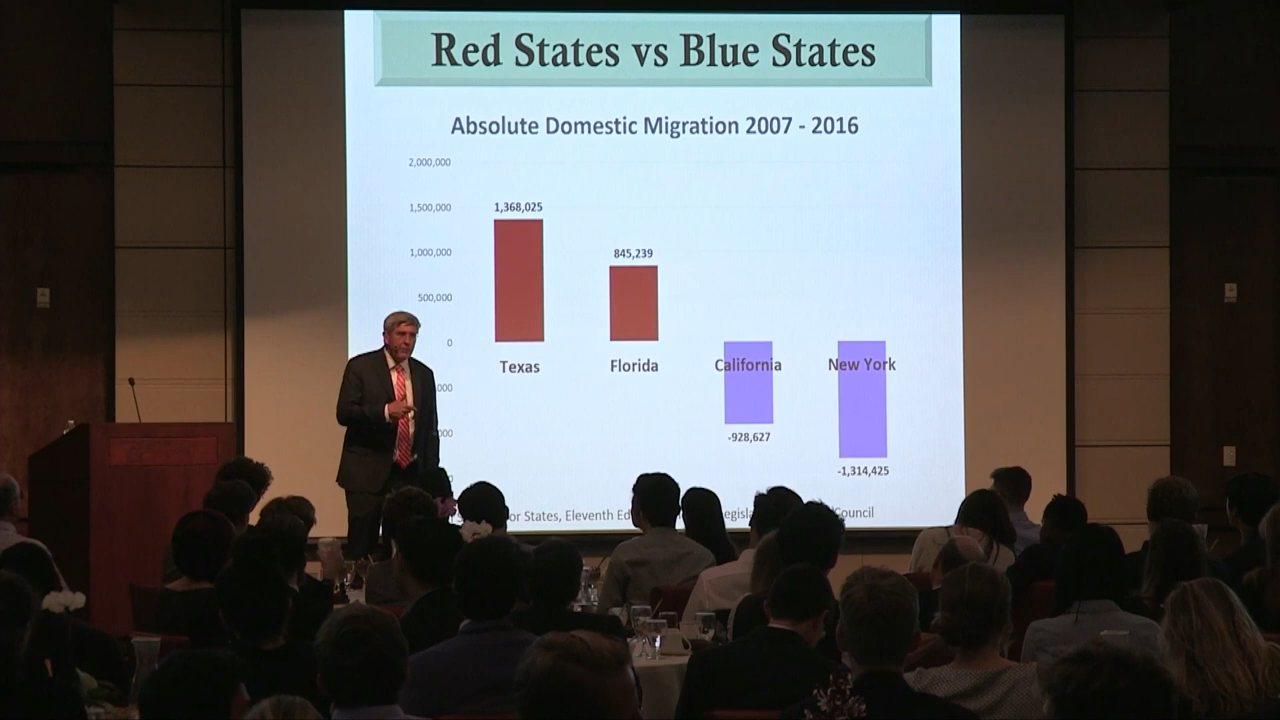 Red States vs Blue States
Absolute Domestic Migration 2007 - 2016
2,000,000
1,500,000
1,000,000
500,000
0
1,368,025
845,239
Texas
Florida
California
New York
-928,627
-1,314,425
or States, Eleventh Council